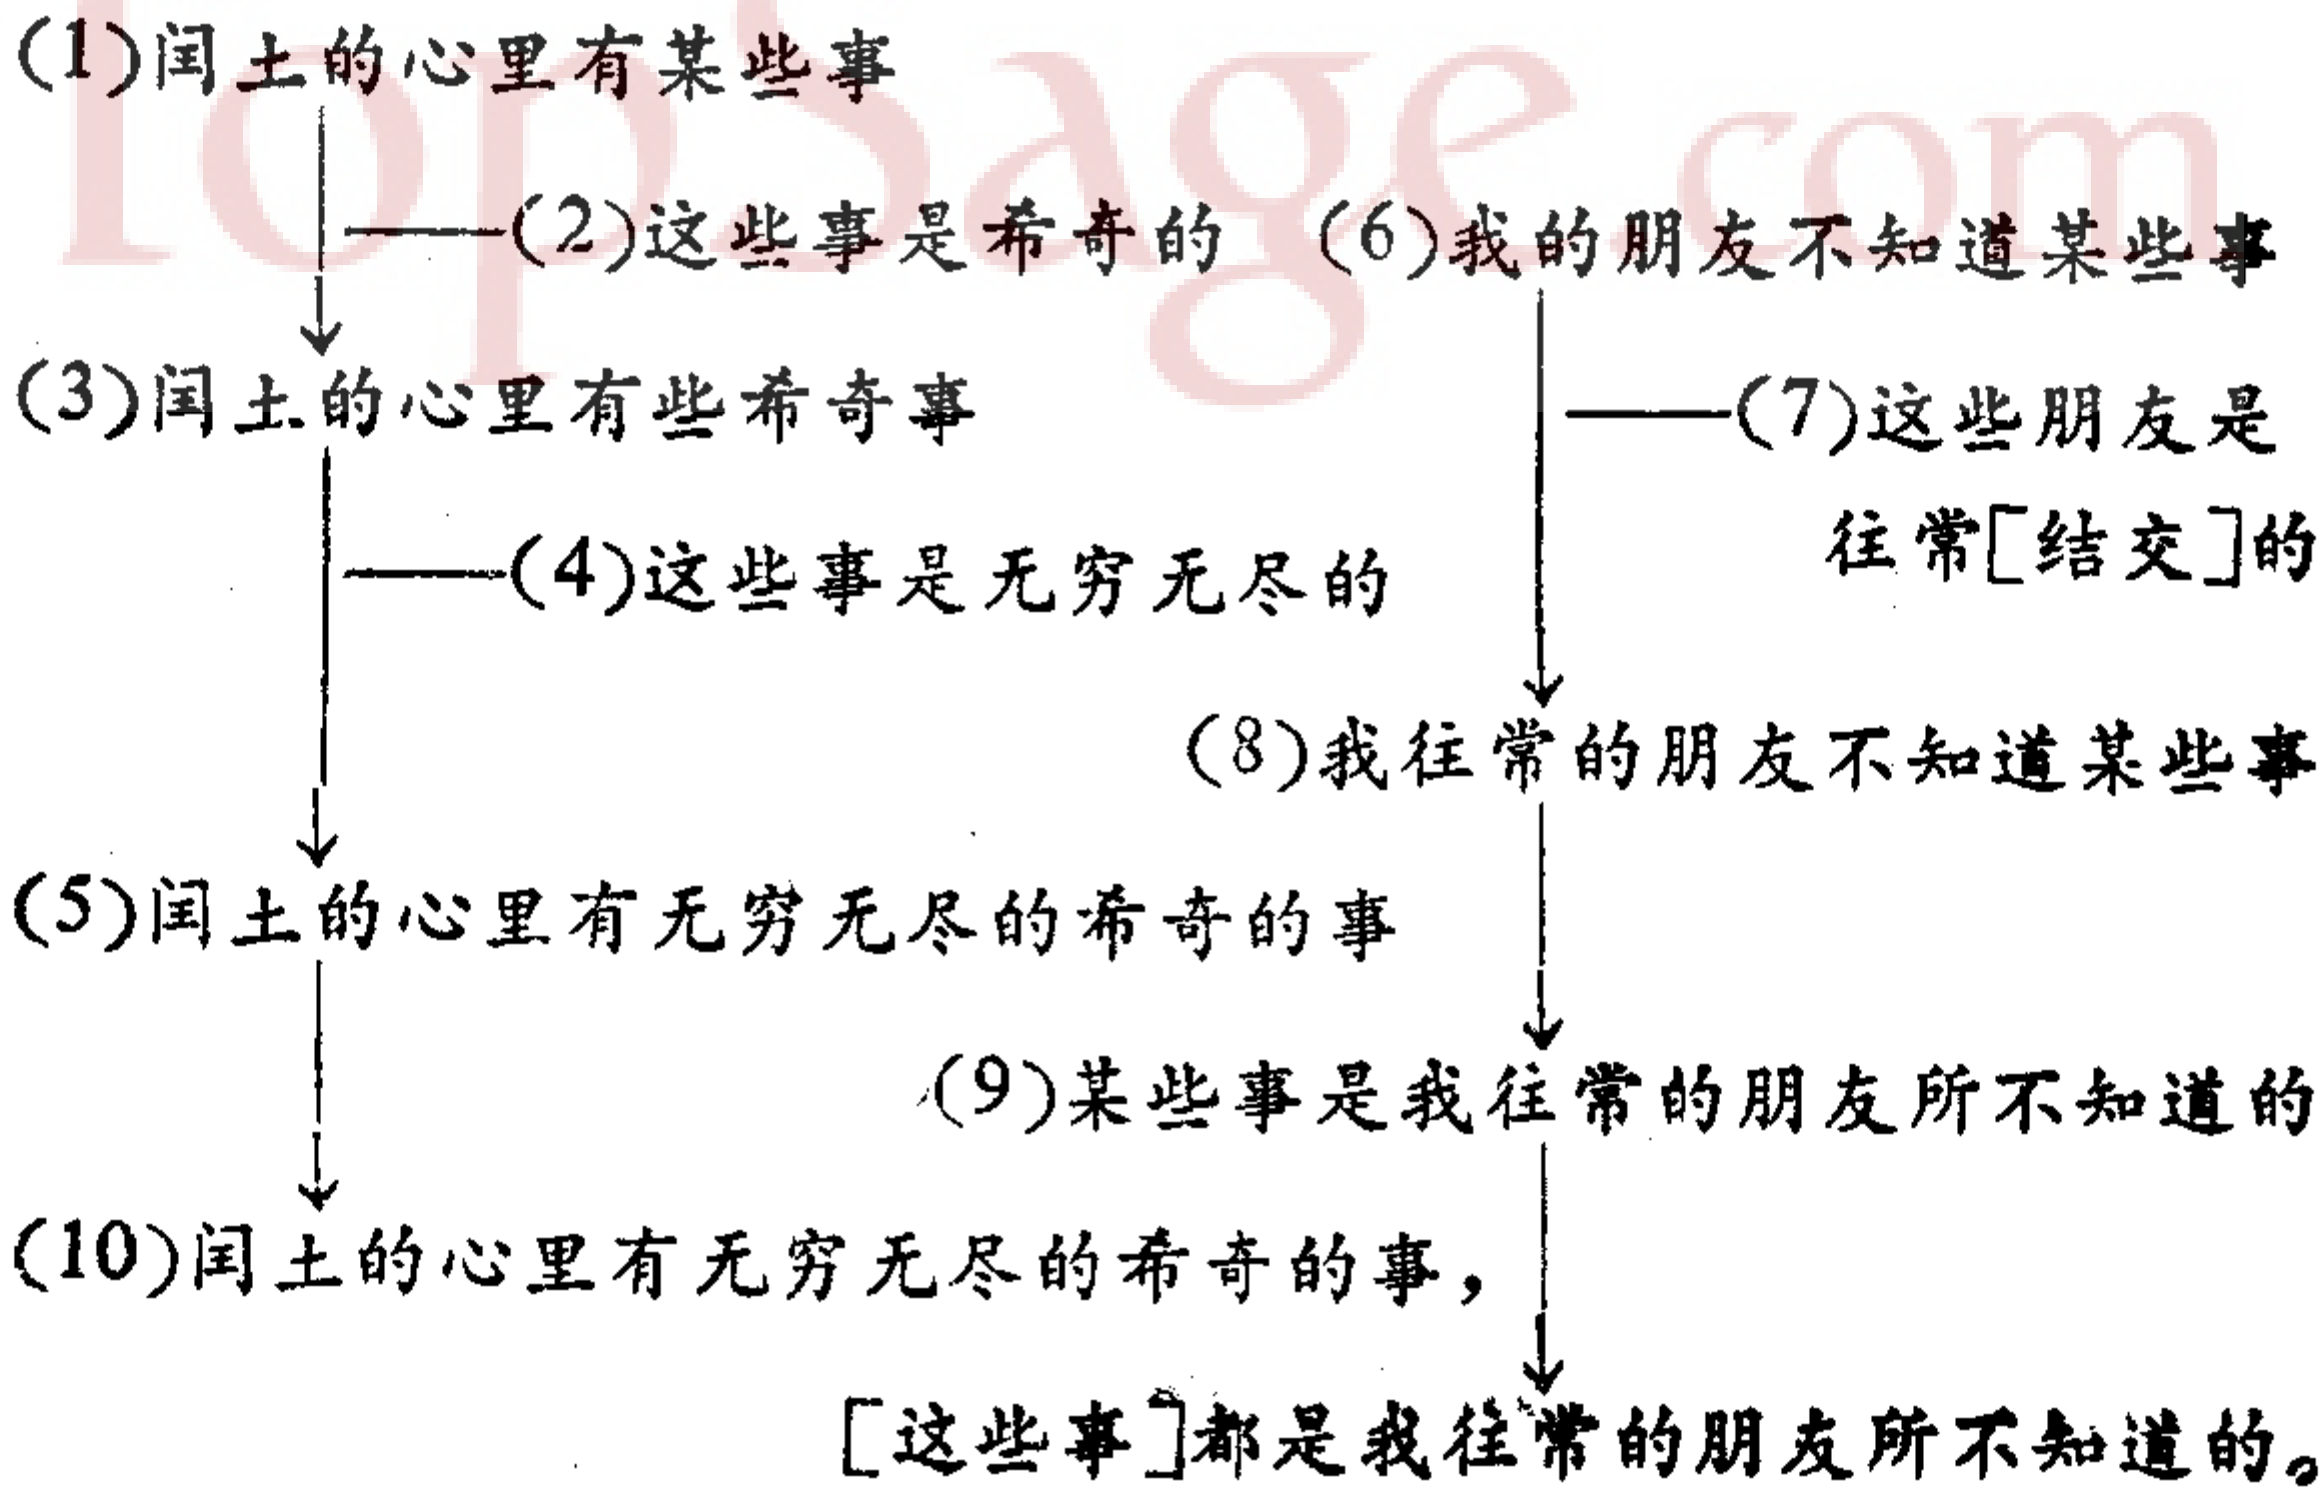 (1)闰土的心里有某些事
(2)这些事是希奇的 (6)我的朋友不知道某些事
(3)闰土的心里有些希奇事
(7)这些朋友是
往常[结交]的
(4)这些事是无穷无尽的
(8)我往常的朋友不知道某些事
(5)闰土的心里有无穷无尽的希奇的事
(9)某些事是我往常的朋友所不知道的
(10)闰土的心里有无穷无尽的希奇的事，
[这些事]都是我往常的朋友所不知道的。
TopSage.com